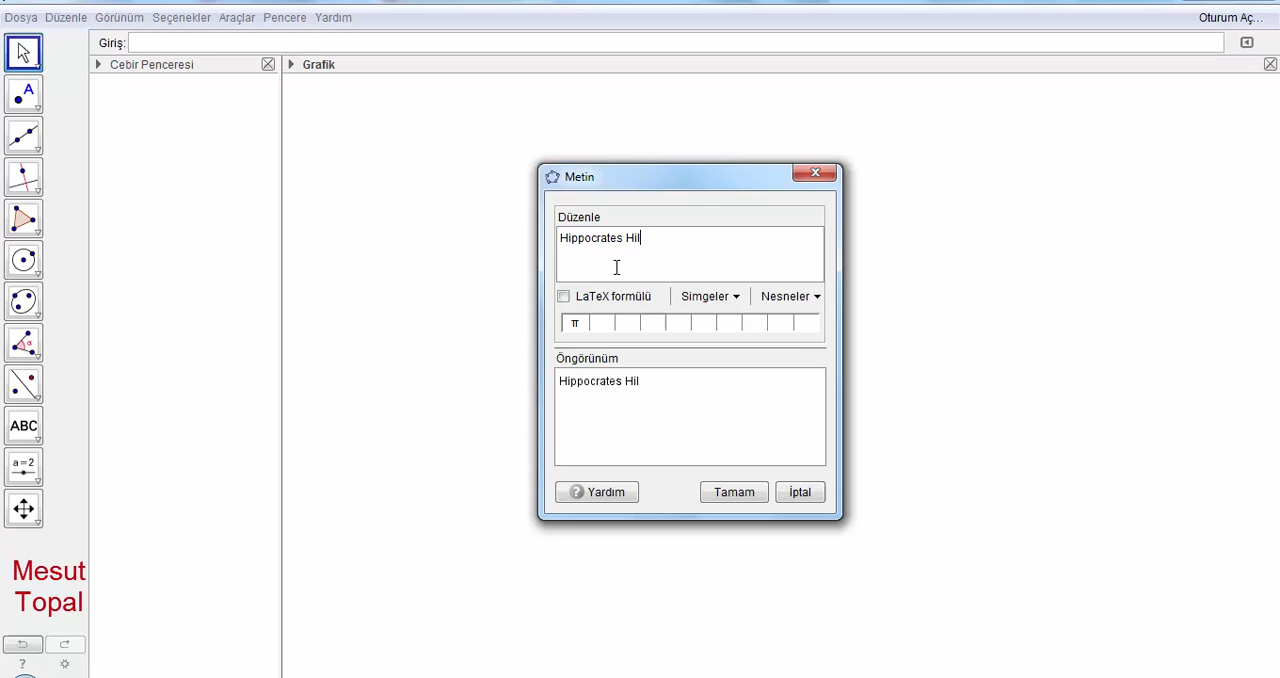 Dosya Düzenle Görünüm Seçenekler Araçlar Pencere Yardım Oturum Aç...
Giriş:
Cebir Penceresi
Grafik
A
α
ABC
a=2
Mesut
Topal
?
Metin
Düzenle
Hippocrates Hil
LaTeX formülü Simgeler Nesneler
π
Öngörünüm
Hippocrates Hil
? Yardım Tamam İptal